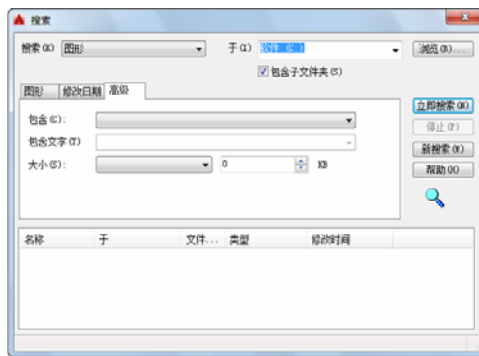 搜索
搜索(K) 图形 于(I) 软件 (G:) 浏览(B)...
包含子文件夹(S)
图形 修改日期 高级
立即搜索(N)
包含(C):
停止(P)
包含文字(T)
新搜索(W)
大小(S): 0 KB
帮助(H)
名称 于 文件... 类型 修改时间